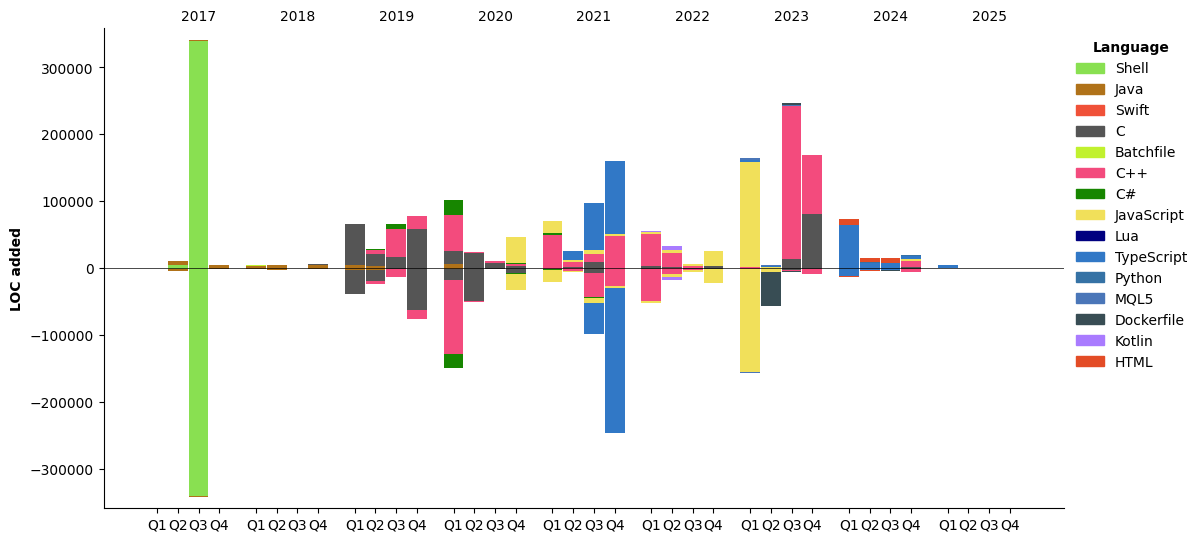 2017 2018 2019 2020 2021 2022 2023 2024 2025
LOC added
300000
200000
100000
0
−100000
−200000
−300000
Q1 Q2 Q3 Q4 Q1 Q2 Q3 Q4 Q1 Q2 Q3 Q4 Q1 Q2 Q3 Q4 Q1 Q2 Q3 Q4 Q1 Q2 Q3 Q4 Q1 Q2 Q3 Q4 Q1 Q2 Q3 Q4 Q1 Q2 Q3 Q4
Language
Shell
Java
Swift
C
Batchfile
C++
C#
JavaScript
Lua
TypeScript
Python
MQL5
Dockerfile
Kotlin
HTML